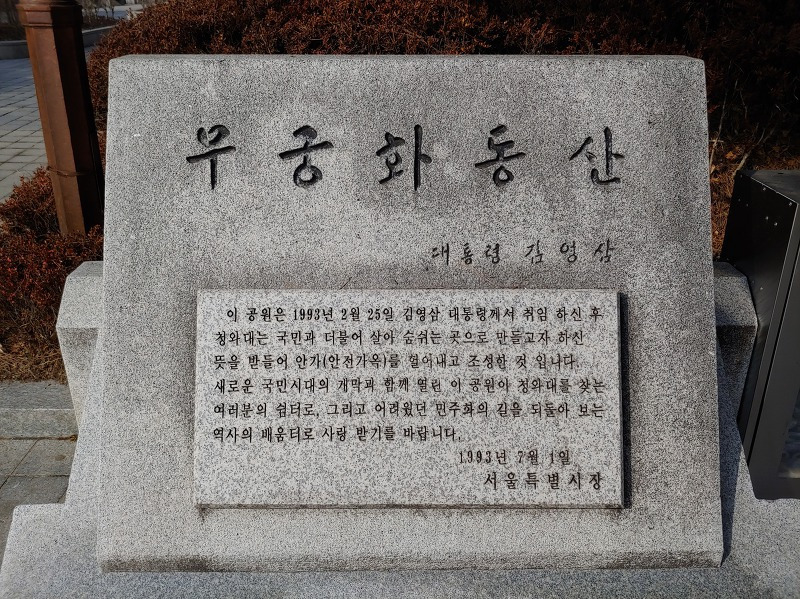 무궁화동산
대통령 김영삼
이 공원은 1993년 2월 25일 김영삼 대통령께서 취임 하신 후
청와대는 국민과 더불어 살아 숨쉬는 곳으로 만들고자 하신
뜻을 받들어 안가(안전가옥)를 헐어내고 조성한 것 입니다.
새로운 국민시대의 개막과 함께 열린 이 공원이 청와대를 찾는
여러분의 쉼터로, 그리고 어려웠던 민주화의 길을 되돌아 보는
역사의 배움터로 사랑 받기를 바랍니다.
1993년 7월 1일
서울특별시장